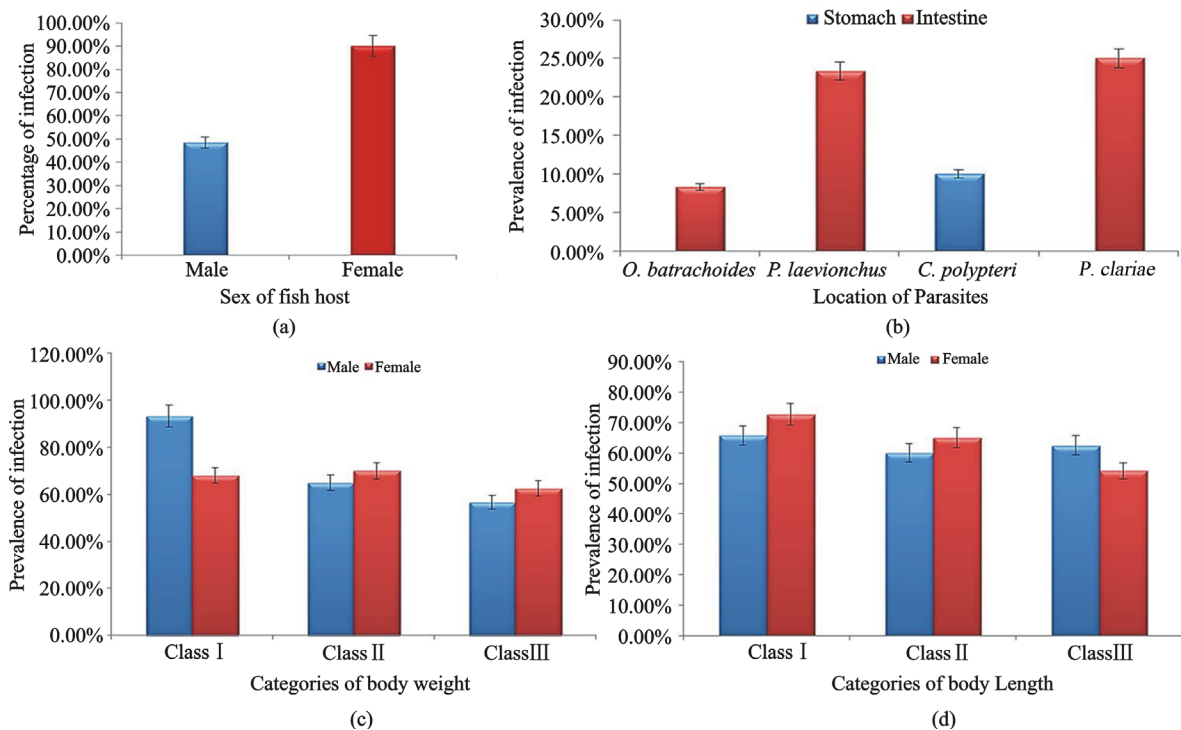 100.00%
90.00%
80.00%
70.00%
60.00%
50.00%
40.00%
30.00%
20.00%
10.00%
0.00%
Percentage of infection
Male Female
Sex of fish host
(a)
Stomach Intestine
30.00%
25.00%
20.00%
15.00%
10.00%
5.00%
0.00%
Prevalence of infection
O. batrachoides P. laevionchus C. polypteri P. clariae
Location of Parasites
(b)
120.00%
100.00%
80.00%
60.00%
40.00%
20.00%
0.00%
Prevalence of infection
Male Female
Class I Class II ClassIII
Categories of body weight
(c)
90.00%
80.00%
70.00%
60.00%
50.00%
40.00%
30.00%
20.00%
10.00%
0.00%
Prevalence of infection
Male Female
Class I Class II ClassIII
Categories of body Length
(d)